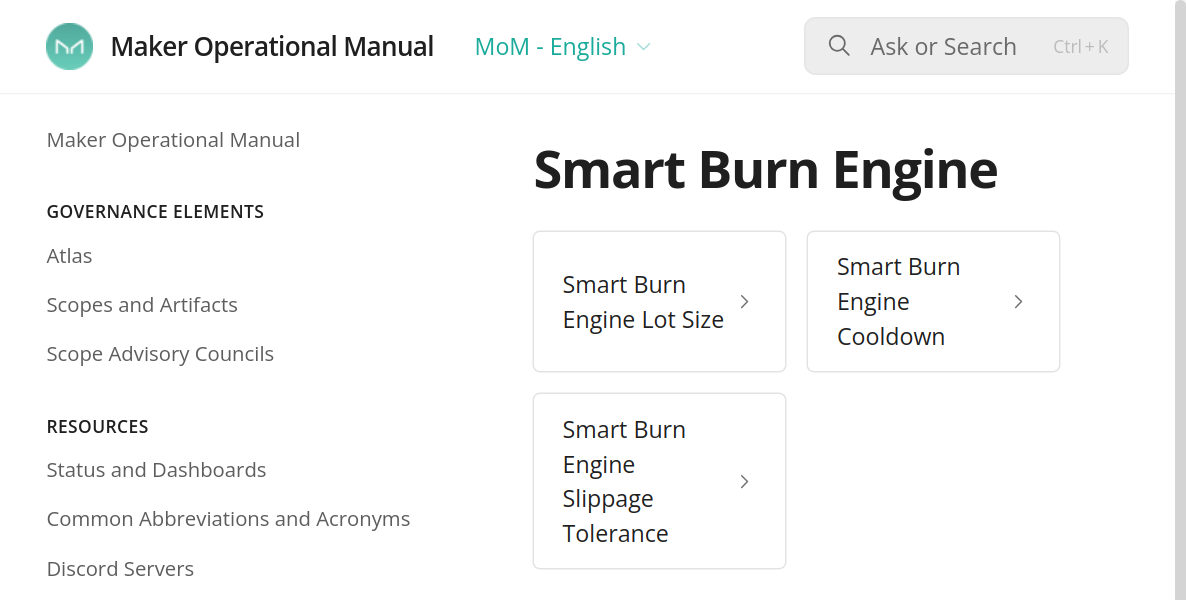 Maker Operational Manual
MoM - English
Ask or Search
Ctrl + K
Maker Operational Manual
GOVERNANCE ELEMENTS
Atlas
Scopes and Artifacts
Scope Advisory Councils
RESOURCES
Status and Dashboards
Common Abbreviations and Acronyms
Discord Servers
Smart Burn Engine
Smart Burn
Engine Lot Size
Smart Burn
Engine
Cooldown
Smart Burn
Engine
Slippage
Tolerance